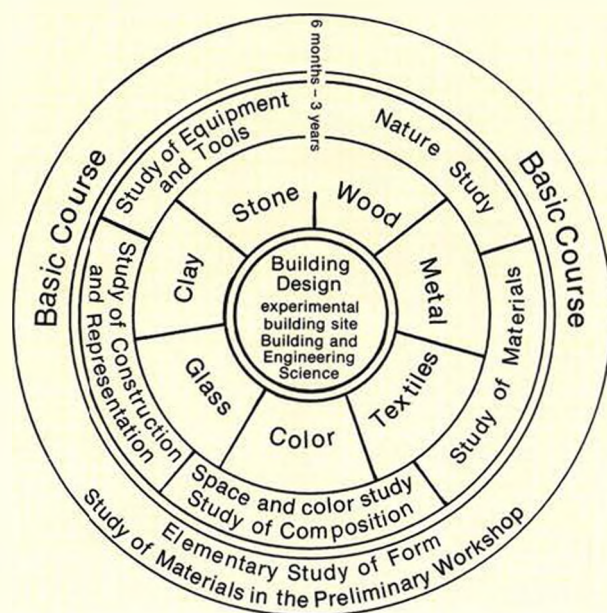 6 months – 3 years
Basic Course
Basic Course
Elementary Study of Form
Study of Materials in the Preliminary Workshop
Study of Equipment
and Tools
Nature Study
Study of Materials
Space and color study
Study of Composition
Study of Construction
and Representation
Stone
Wood
Metal
Textiles
Color
Glass
Clay
Building
Design
experimental
building site
Building and
Engineering
Science